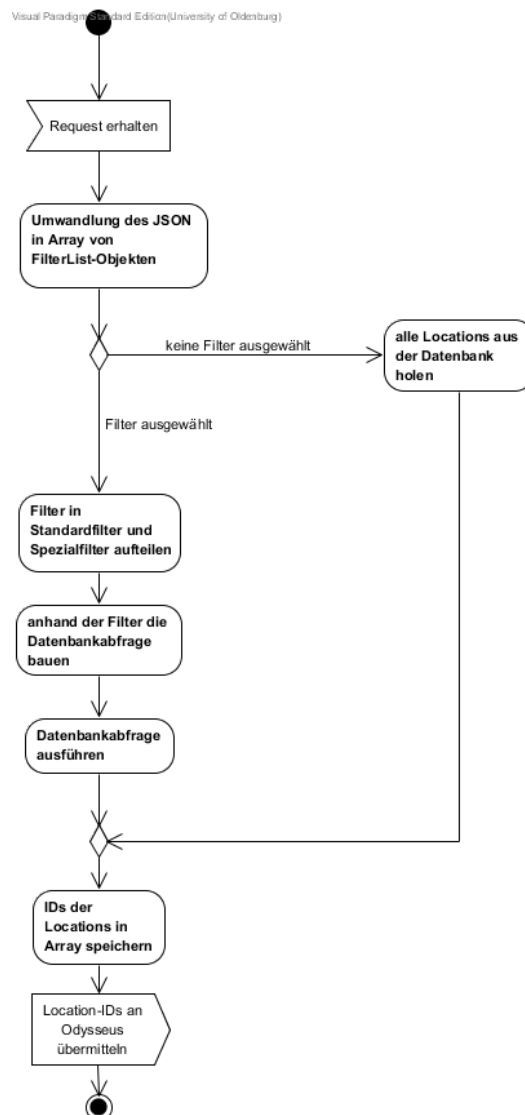 Visual Paradigm Standard Edition(University of Oldenburg)
Request erhalten
Umwandlung des JSON
in Array von
FilterList-Objekten
keine Filter ausgewählt
alle Locations aus
der Datenbank
holen
Filter ausgewählt
Filter in
Standardfilter und
Spezialfilter aufteilen
anhand der Filter die
Datenbankabfrage
bauen
Datenbankabfrage
ausführen
IDs der
Locations in
Array speichern
Location-IDs an
Odysseus
übermitteln